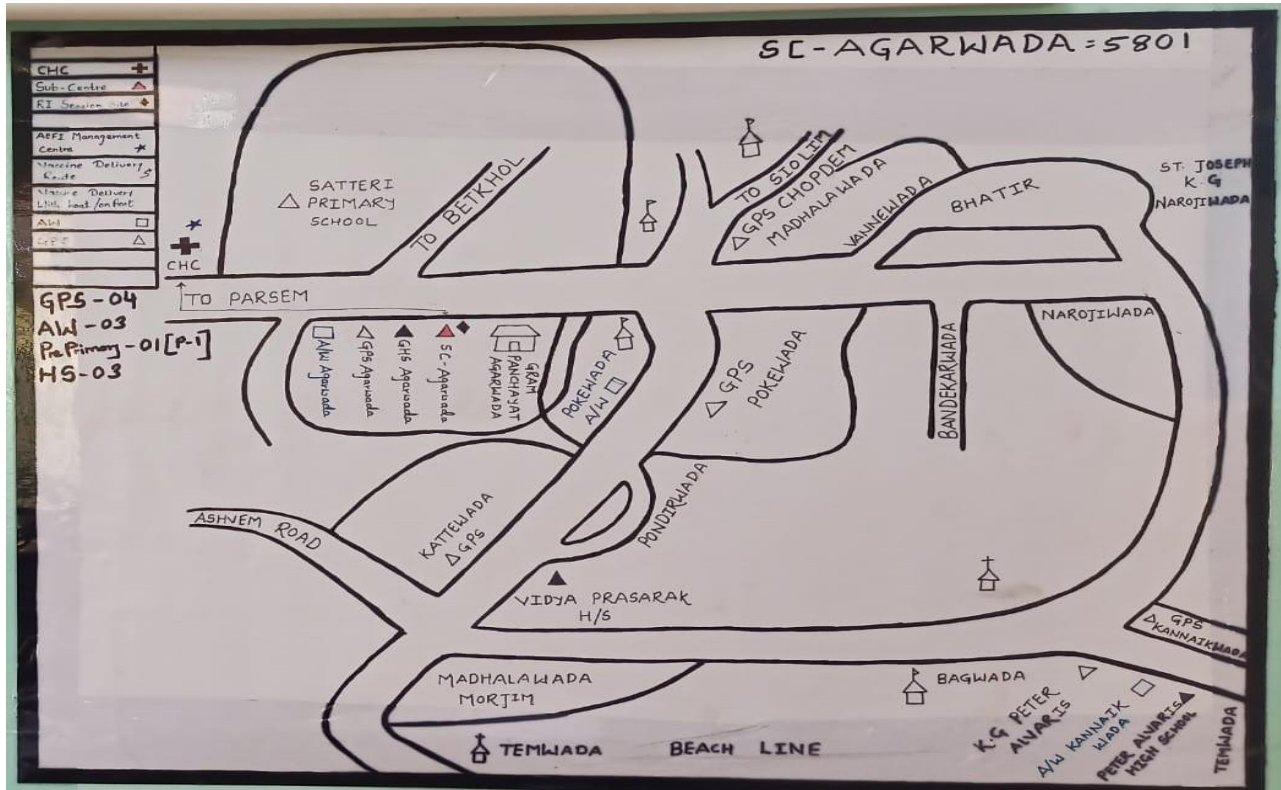 SC-AGARWADA = 5801
CHC
Sub-Centre
RI Session Site
AEFI Management
Centre
Vaccine Delivery
Route
Vaccine Delivery
With boat/on foot
AW
GPS
GPS-04
AW-03
PrePrimary-01[P-1]
HS-03
CHC
TO PARSEM
SATTERI
PRIMARY
SCHOOL
TO BETKHOL
TO SIOLIM
GPS CHOPDEM
MADHALAWADA
VANNEWADA
BHATIR
ST. JOSEPH
K.G
NAROJIWADA
NAROJIWADA
A/W Agarwada
GPS Agarwada
GHS Agarwada
SC-Agarwada
GRAM
PANCHAYAT
AGARWADA
POKEWADA
A/W
GPS
POKEWADA
BANDEKARWADA
ASHVEM ROAD
KATTEWADA
GPS
PONDIRWADA
VIDYA PRASARAK
H/S
GPS
KANNAIKWADA
MADHALAWADA
MORJIM
BAGWADA
K.G PETER
ALVARIS
A/W KANNAIK
WADA
PETER ALVARIS
HIGH SCHOOL
TEMWADA
TEMWADA
BEACH LINE